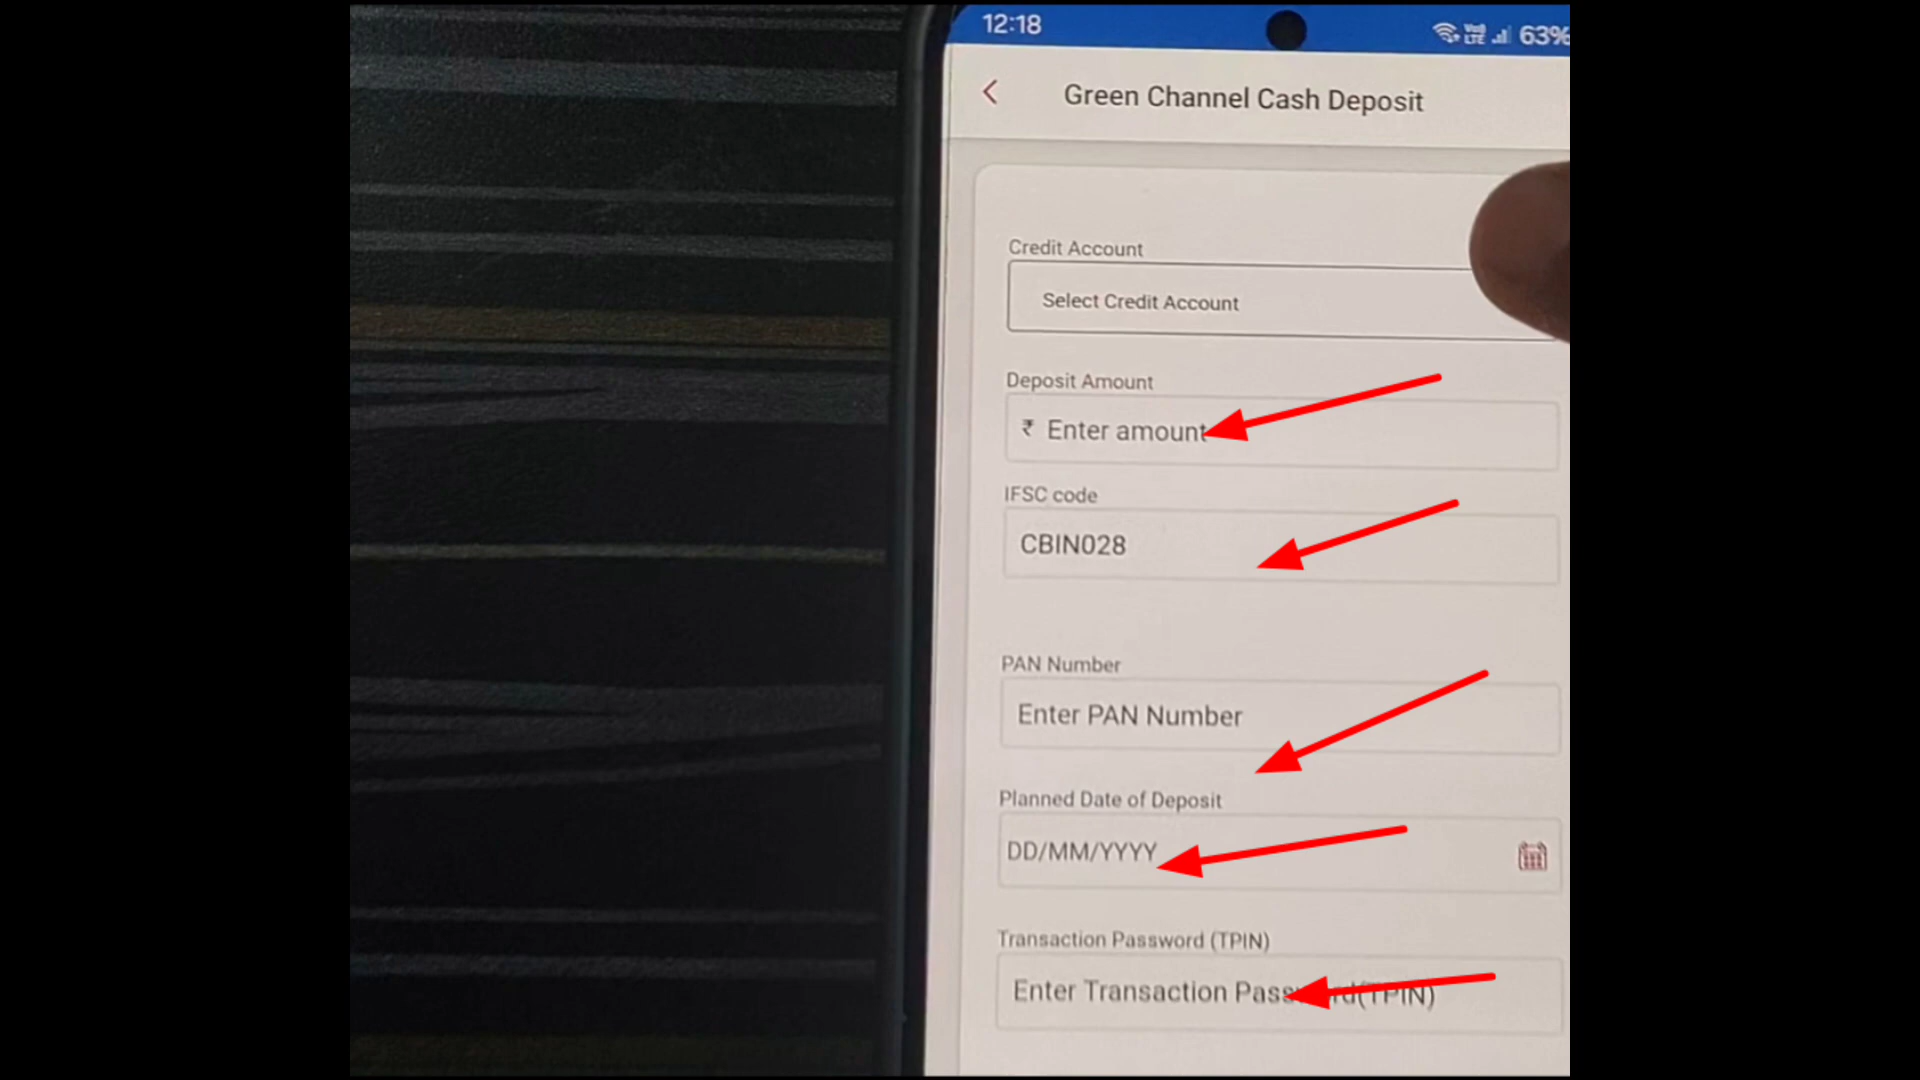 12:18
VoLTE 63%
Green Channel Cash Deposit
Credit Account
Select Credit Account
Deposit Amount
₹ Enter amount
IFSC code
CBIN028
PAN Number
Enter PAN Number
Planned Date of Deposit
DD/MM/YYYY
Transaction Password (TPIN)
Enter Transaction Password(TPIN)